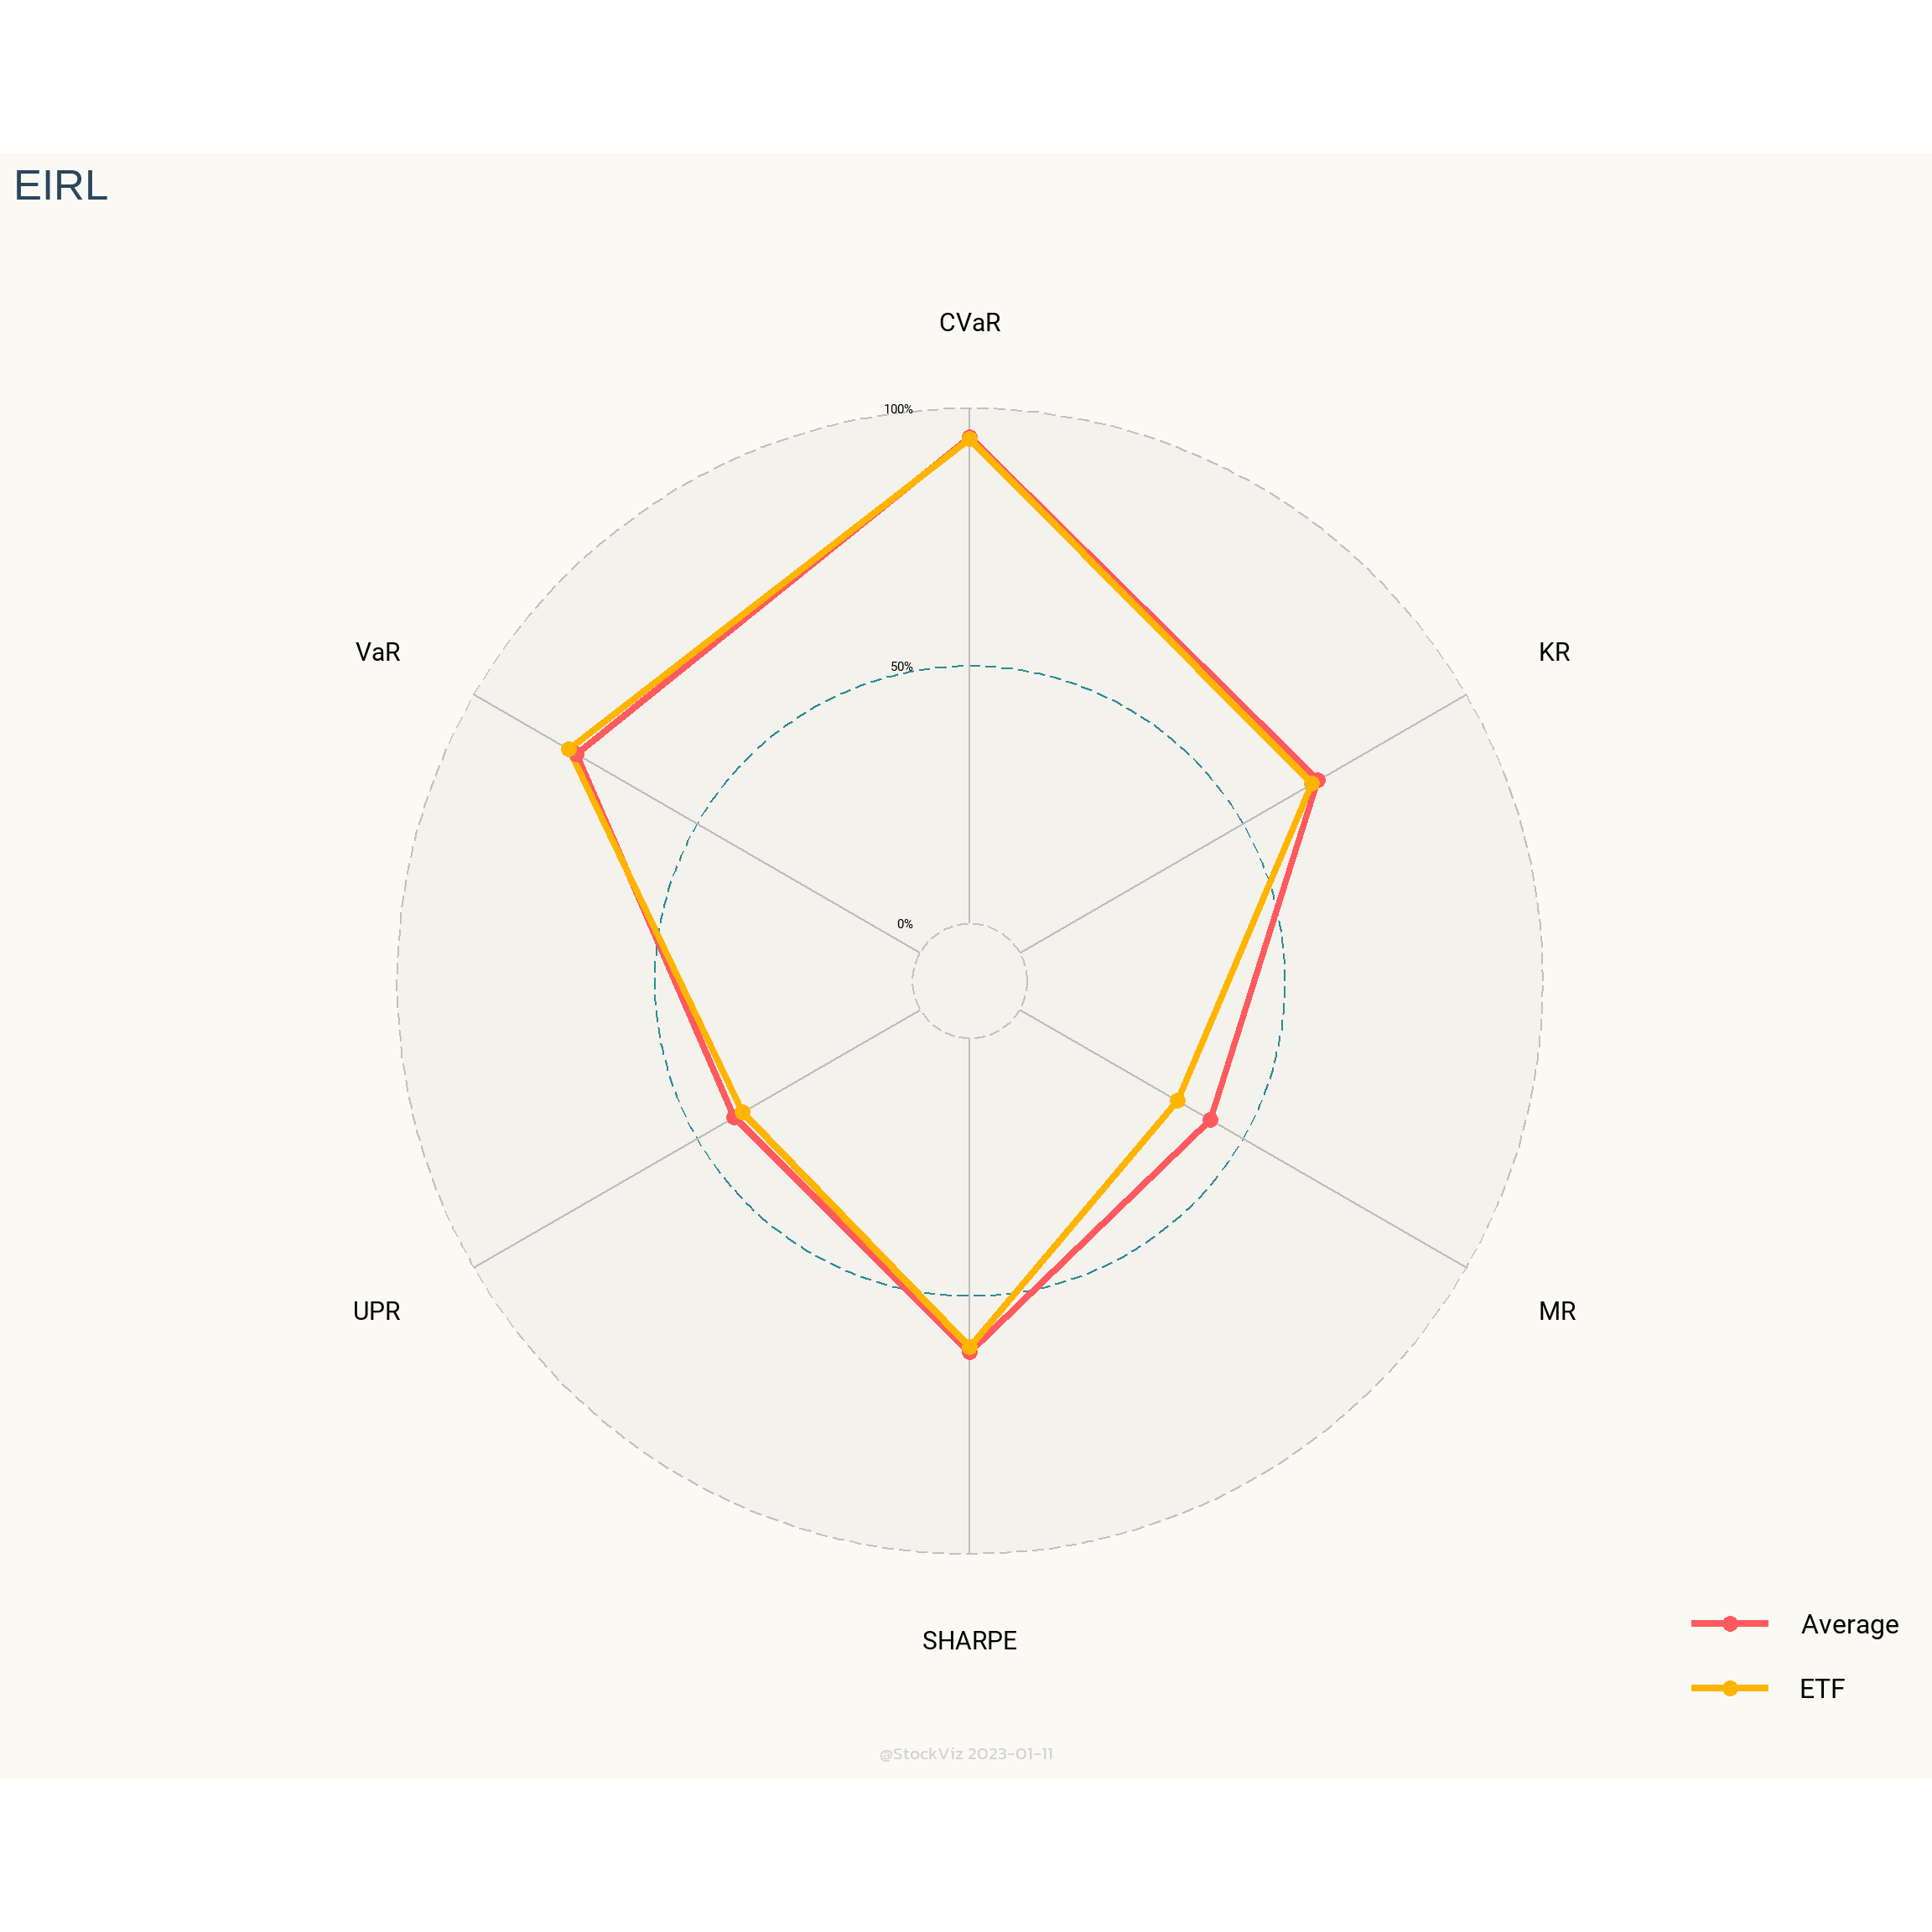 EIRL
CVaR
100%
VaR
KR
50%
0%
UPR
MR
SHARPE
Average
ETF
@StockViz 2023-01-11